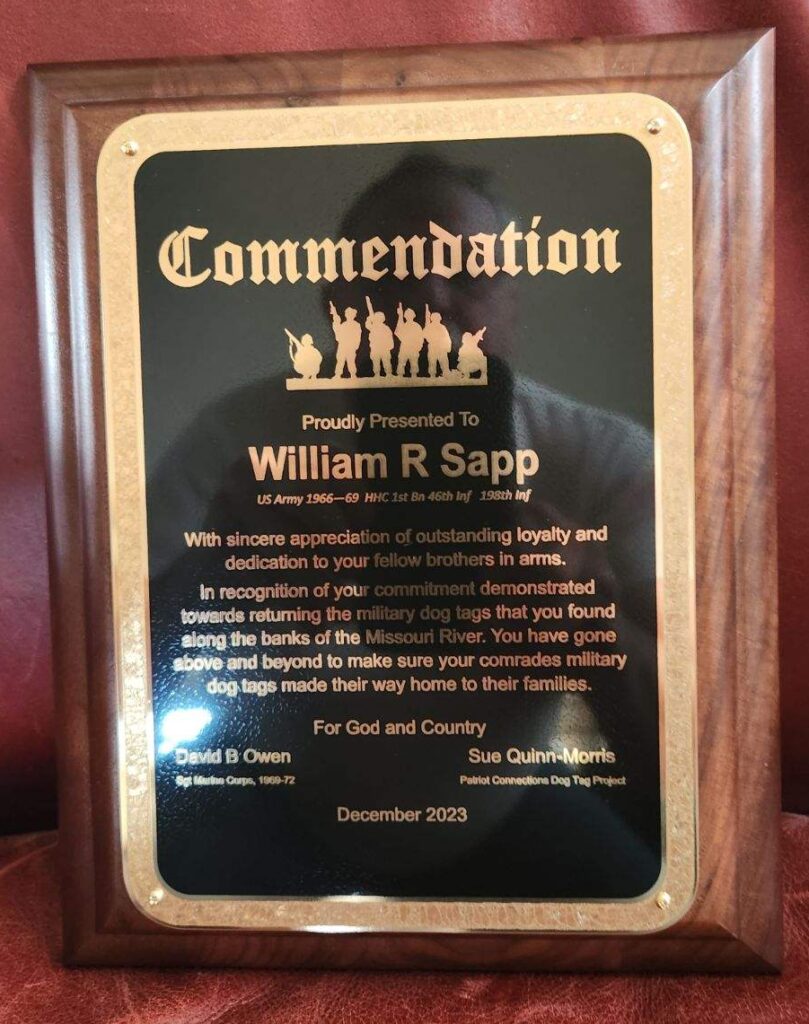 Commendation
Proudly Presented To
William R Sapp
US Army 1966—69 HHC 1st Bn 46th Inf 198th Inf
With sincere appreciation of outstanding loyalty and
dedication to your fellow brothers in arms.
In recognition of your commitment demonstrated
towards returning the military dog tags that you found
along the banks of the Missouri River. You have gone
above and beyond to make sure your comrades military
dog tags made their way home to their families.
For God and Country
David B Owen Sue Quinn-Morris
Sgt Marine Corps, 1969-72 Patriot Connections Dog Tag Project
December 2023